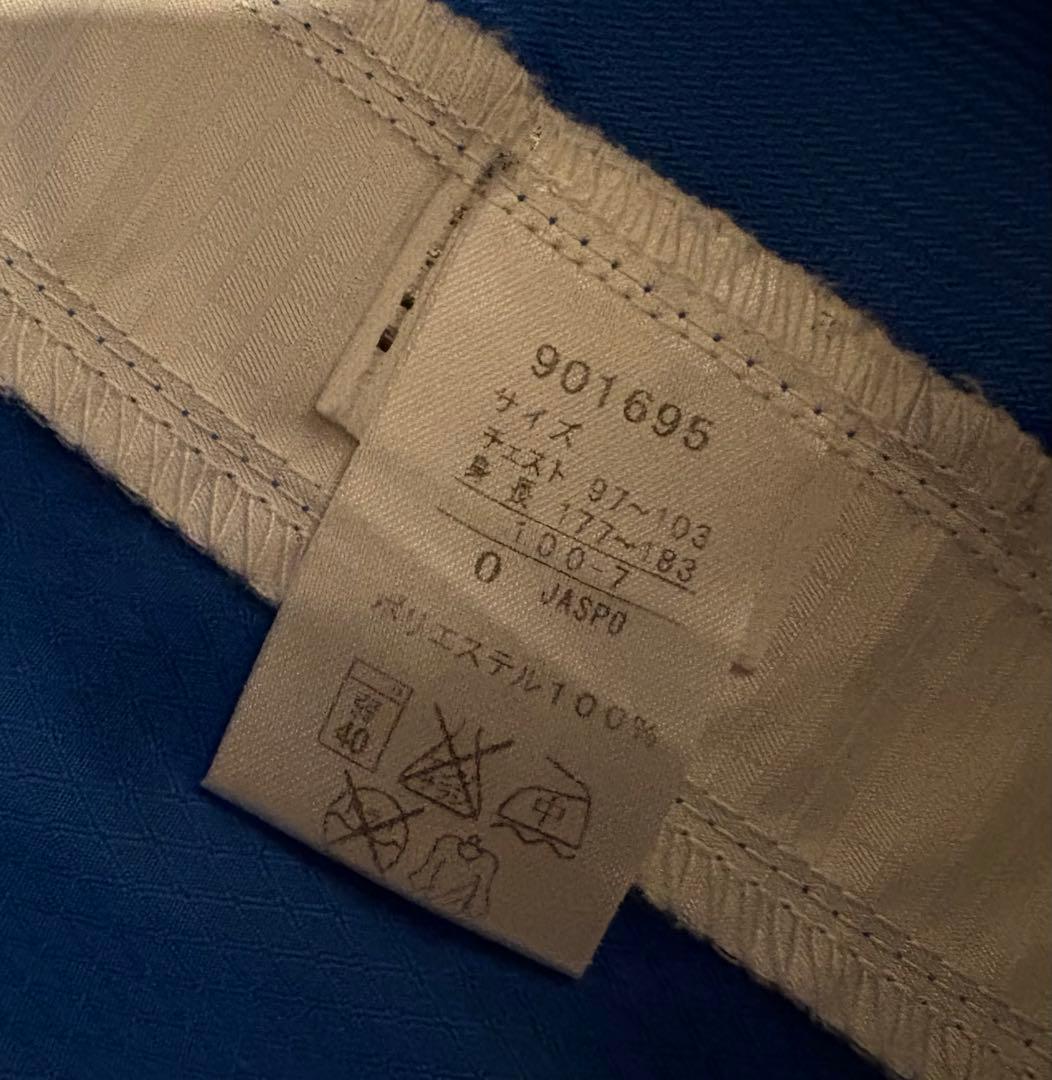 901695
サイズ
チェスト 97~103
身長 177~183
100-7
O JASPO
ポリエステル100%
40
中